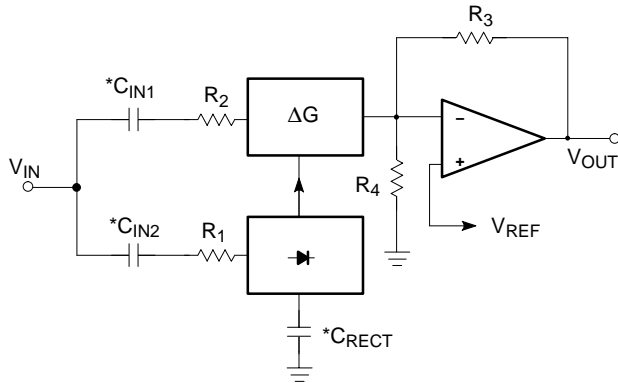 R3
*CIN1
R2
ΔG
−
+
VIN
VOUT
R4
*CIN2
R1
VREF
*CRECT